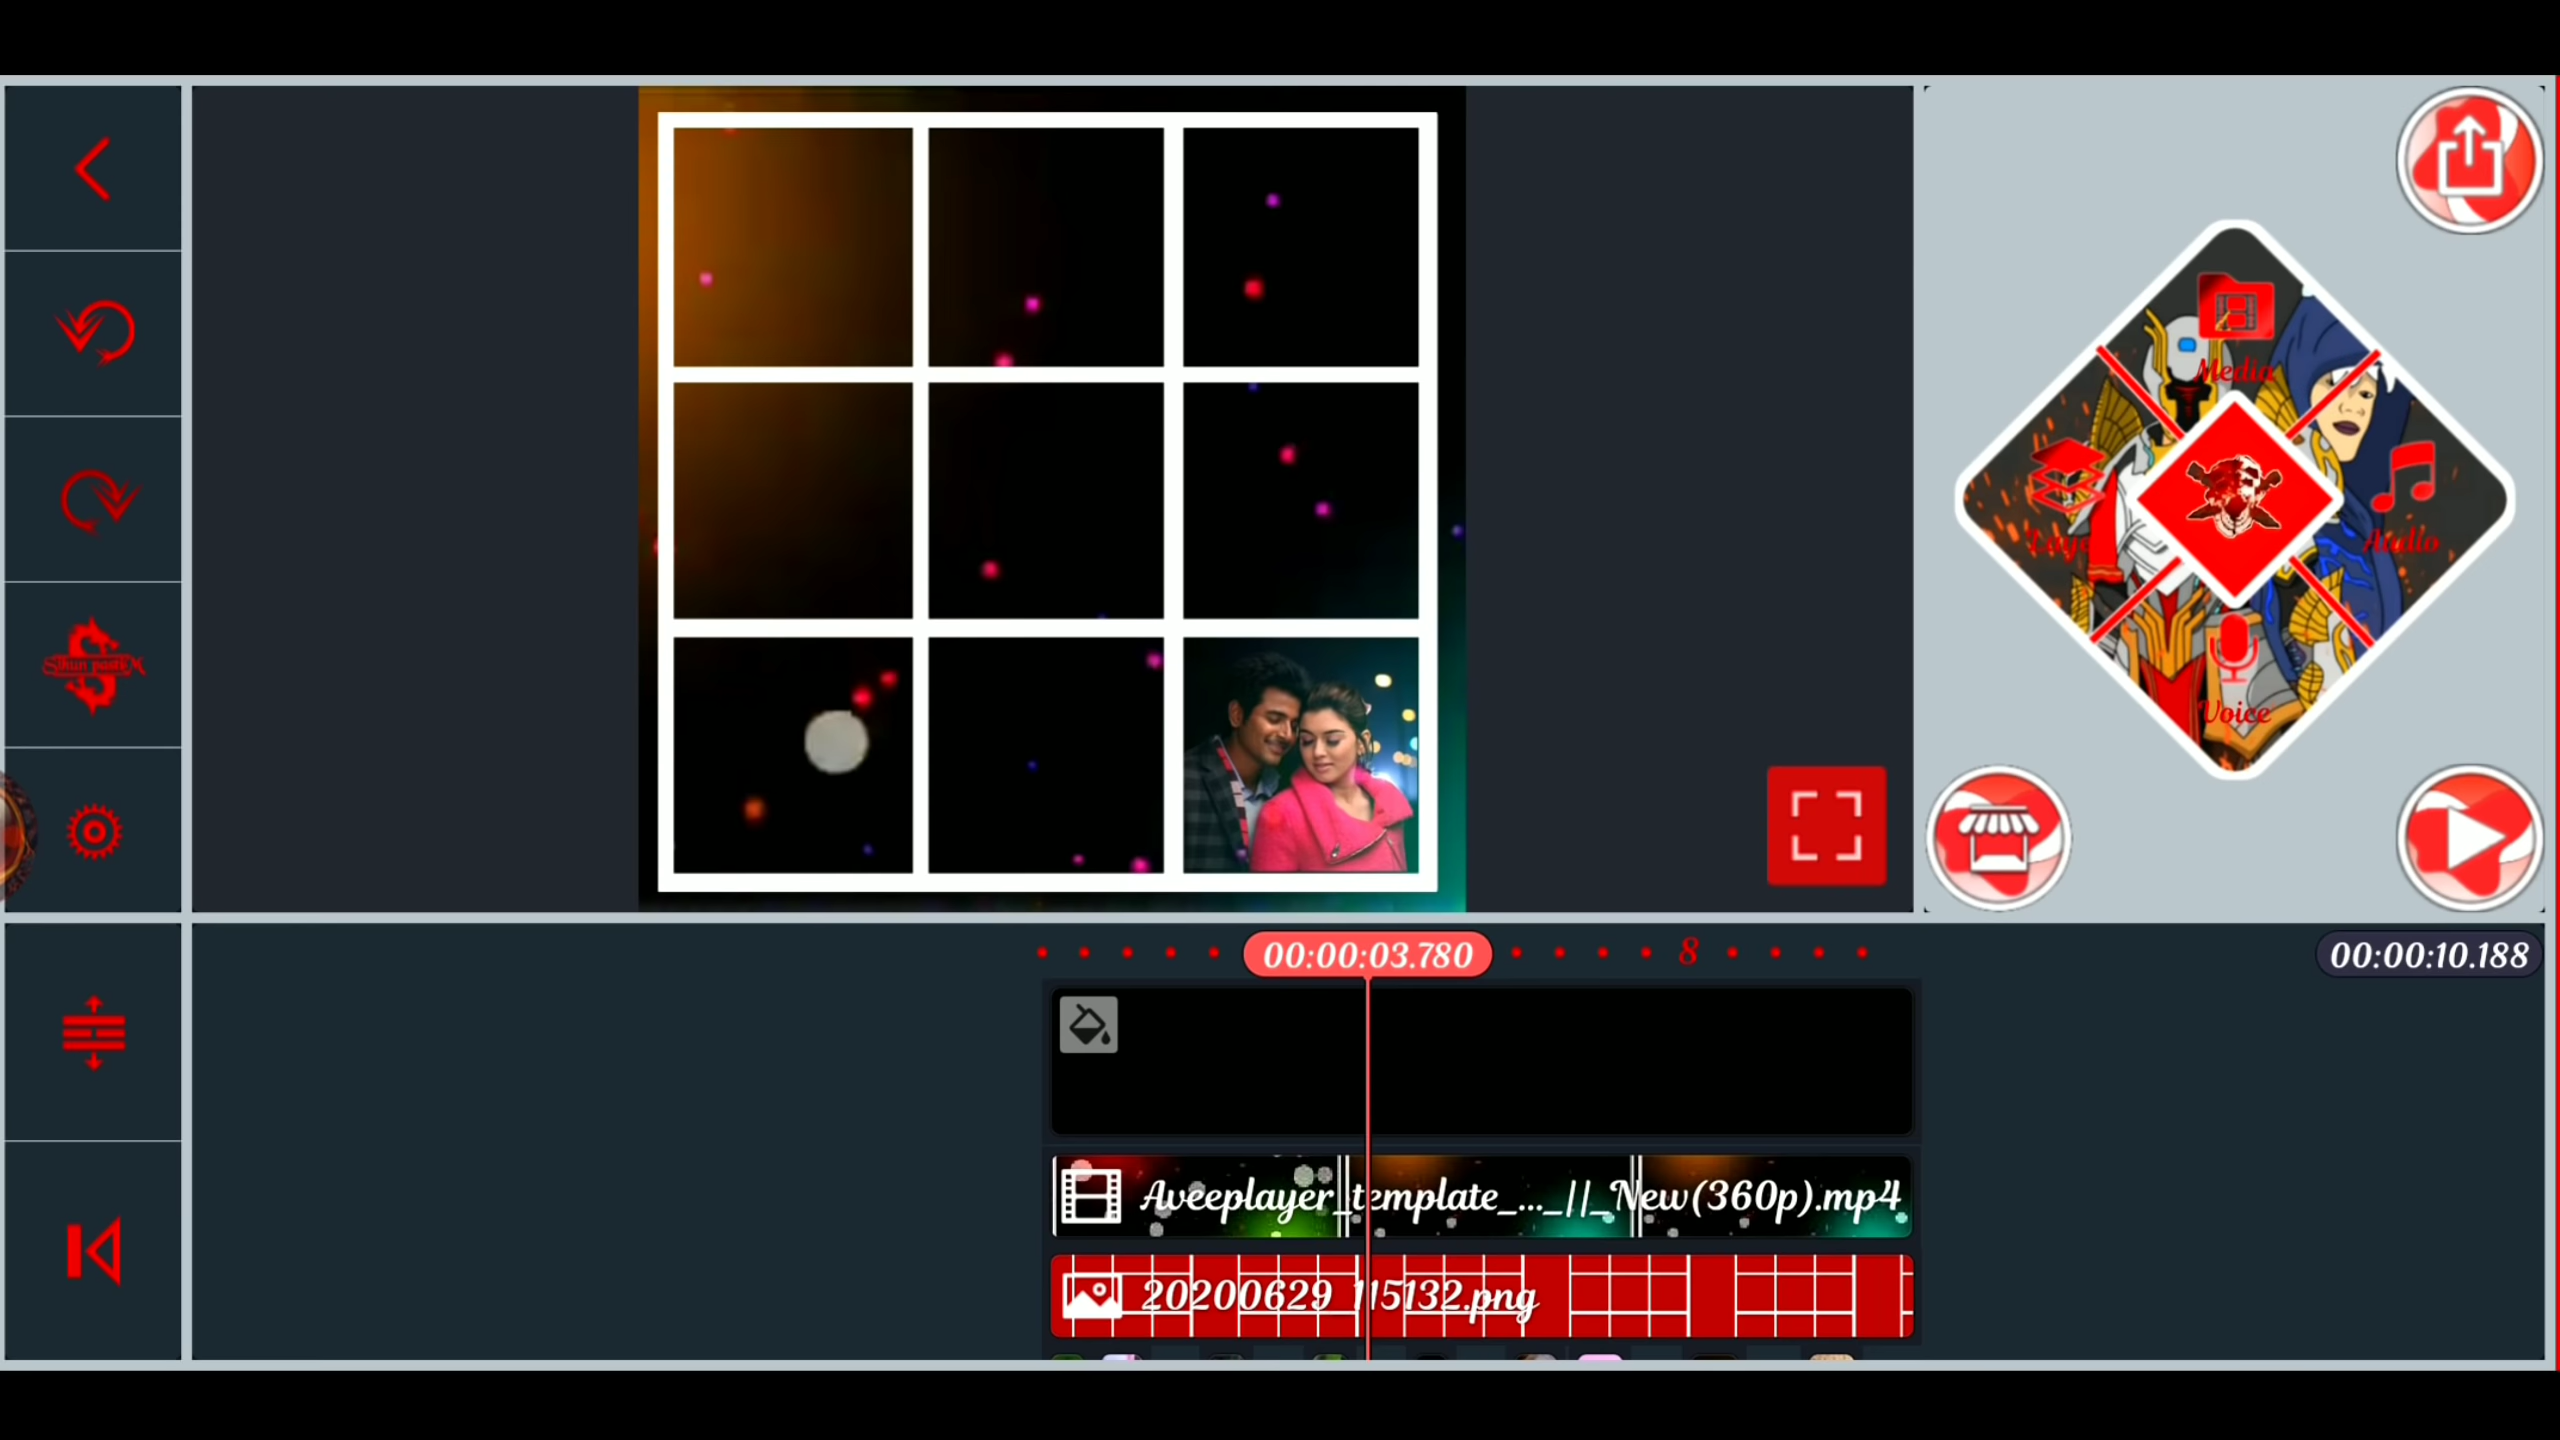 Media
Audio
Voice
00:00:03.780
8
00:00:10.188
Aveeplayer_template_..._||_New(360p).mp4
20200629_115132.png